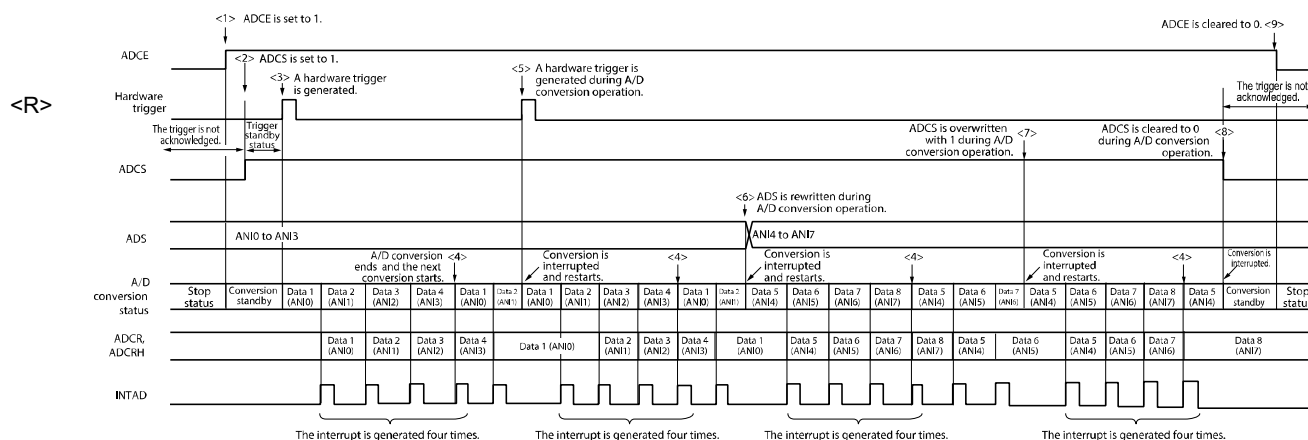 <1> ADCE is set to 1.
ADCE is cleared to 0. <9>
ADCE
<2> ADCS is set to 1.
<3> A hardware trigger
is generated.
<5> A hardware trigger is
generated during A/D
conversion operation.
The trigger is not
acknowledged.
<R>
Hardware
trigger
The trigger is not
acknowledged.
Trigger
standby
status
ADCS is overwritten <7>
with 1 during A/D
conversion operation.
ADCS is cleared to 0 <8>
during A/D conversion
operation.
ADCS
<6> ADS is rewritten during
A/D conversion operation.
ADS
ANI0 to ANI3
ANI4 to ANI7
A/D conversion <4>
ends and the next
conversion starts.
Conversion is
interrupted
and restarts.
<4>
Conversion is
interrupted
and restarts.
<4>
Conversion is
interrupted
and restarts.
<4>
Conversion is
interrupted.
A/D
conversion
status
Stop
status
Conversion
standby
Data 1
(ANI0)
Data 2
(ANI1)
Data 3
(ANI2)
Data 4
(ANI3)
Data 1
(ANI0)
Data 2
(ANI1)
Data 1
(ANI0)
Data 2
(ANI1)
Data 3
(ANI2)
Data 4
(ANI3)
Data 1
(ANI0)
Data 2
(ANI1)
Data 5
(ANI4)
Data 6
(ANI5)
Data 7
(ANI6)
Data 8
(ANI7)
Data 5
(ANI4)
Data 6
(ANI5)
Data 7
(ANI6)
Data 5
(ANI4)
Data 6
(ANI5)
Data 7
(ANI6)
Data 8
(ANI7)
Data 5
(ANI4)
Conversion
standby
Stop
status
ADCR,
ADCRH
Data 1
(ANI0)
Data 2
(ANI1)
Data 3
(ANI2)
Data 4
(ANI3)
Data 1 (ANI0)
Data 2
(ANI1)
Data 3
(ANI2)
Data 4
(ANI3)
Data 1
(ANI0)
Data 5
(ANI4)
Data 6
(ANI5)
Data 7
(ANI6)
Data 8
(ANI7)
Data 5
(ANI4)
Data 6
(ANI5)
Data 5
(ANI4)
Data 6
(ANI5)
Data 7
(ANI6)
Data 8
(ANI7)
INTAD
The interrupt is generated four times.
The interrupt is generated four times.
The interrupt is generated four times.
The interrupt is generated four times.